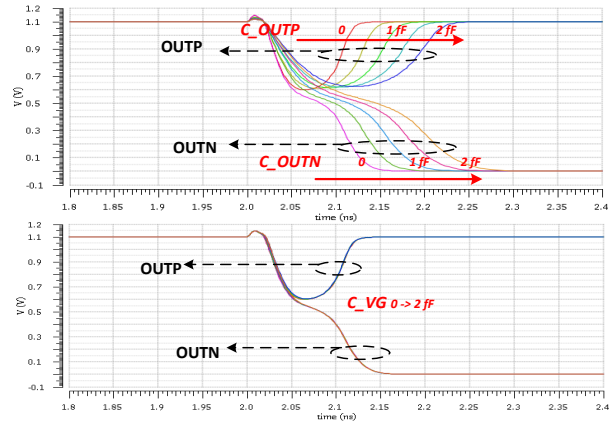 1.2
1.1
0.9
0.7
0.5
0.3
0.1
-0.1
V (V)
C_OUTP
0
1 fF
2 fF
OUTP
OUTN
C_OUTN
0
1 fF
2 fF
1.8 1.85 1.9 1.95 2.0 2.05 2.1 2.15 2.2 2.25 2.3 2.35 2.4
time (ns)
1.2
1.1
0.9
0.7
0.5
0.3
0.1
-0.1
V (V)
OUTP
C_VG 0 -> 2 fF
OUTN
1.8 1.85 1.9 1.95 2.0 2.05 2.1 2.15 2.2 2.25 2.3 2.35 2.4
time (ns)